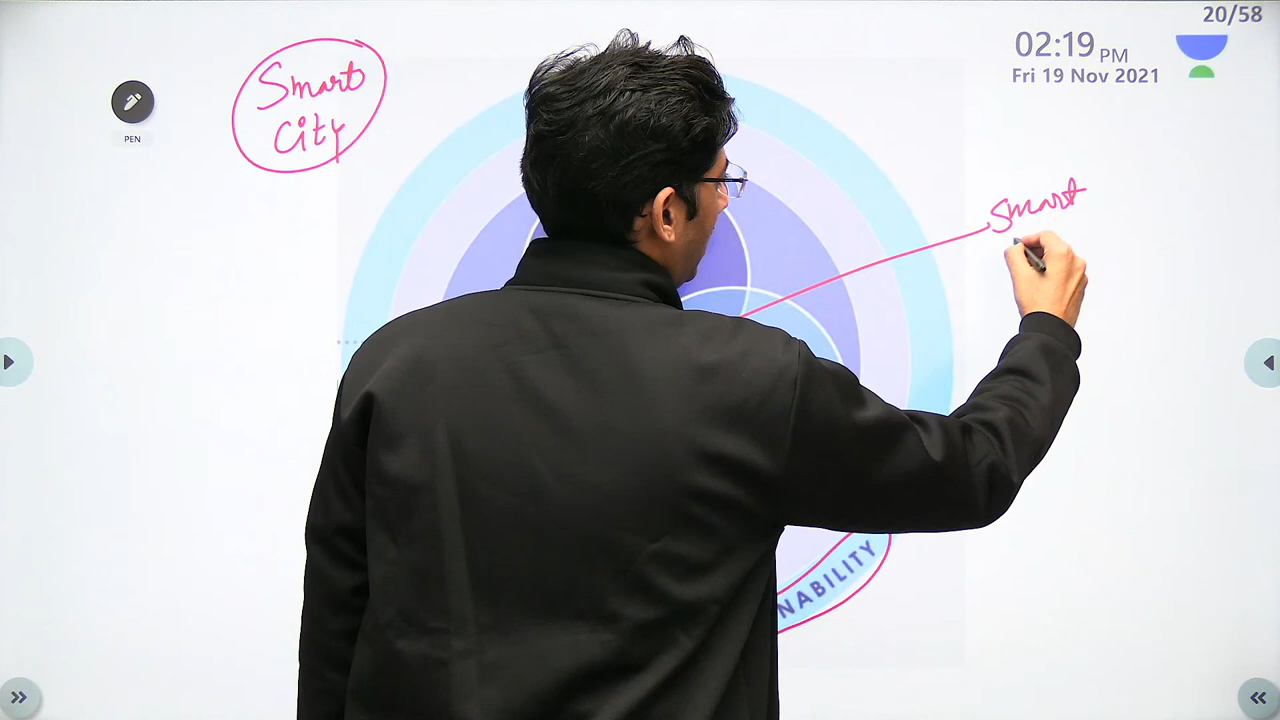 20/58
02:19 PM
Fri 19 Nov 2021
PEN
Smart
City
Smart
NABILITY